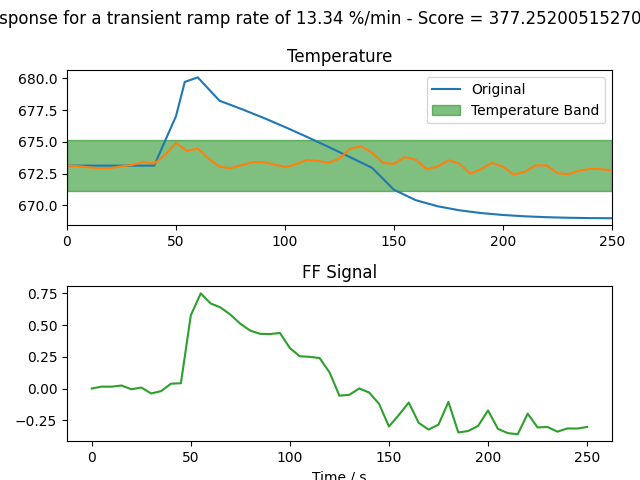 sponse for a transient ramp rate of 13.34 %/min - Score = 377.25200515270
Temperature
680.0
677.5
675.0
672.5
670.0
Original
Temperature Band
0 50 100 150 200 250
FF Signal
0.75
0.50
0.25
0.00
−0.25
0 50 100 150 200 250
Time / s